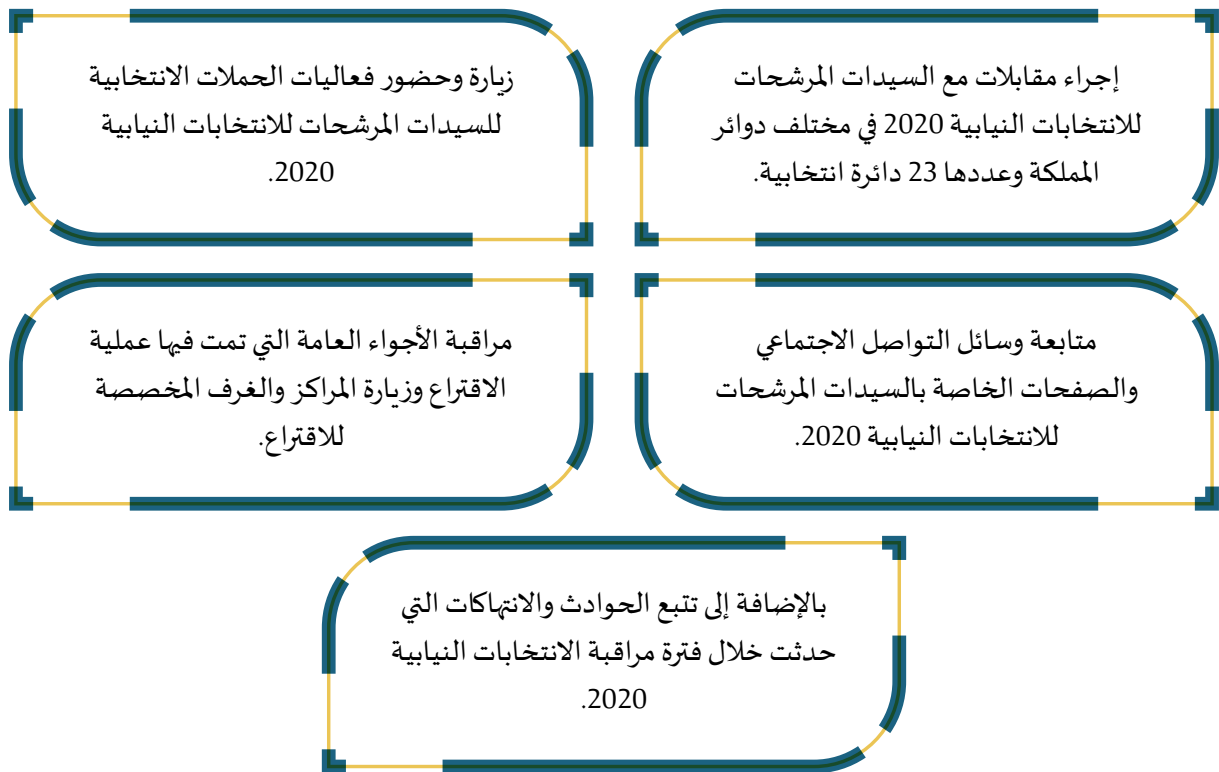 إجراء مقابلات مع السيدات المرشحات
للانتخابات النيابية 2020 في مختلف دوائر
المملكة وعددها 23 دائرة انتخابية.
زيارة وحضور فعاليات الحملات الانتخابية
للسيدات المرشحات للانتخابات النيابية
2020.
متابعة وسائل التواصل الاجتماعي
والصفحات الخاصة بالسيدات المرشحات
للانتخابات النيابية 2020.
مراقبة الأجواء العامة التي تمت فيها عملية
الاقتراع وزيارة المراكز والغرف المخصصة
للاقتراع.
بالإضافة إلى تتبع الحوادث والانتهاكات التي
حدثت خلال فترة مراقبة الانتخابات النيابية
2020.